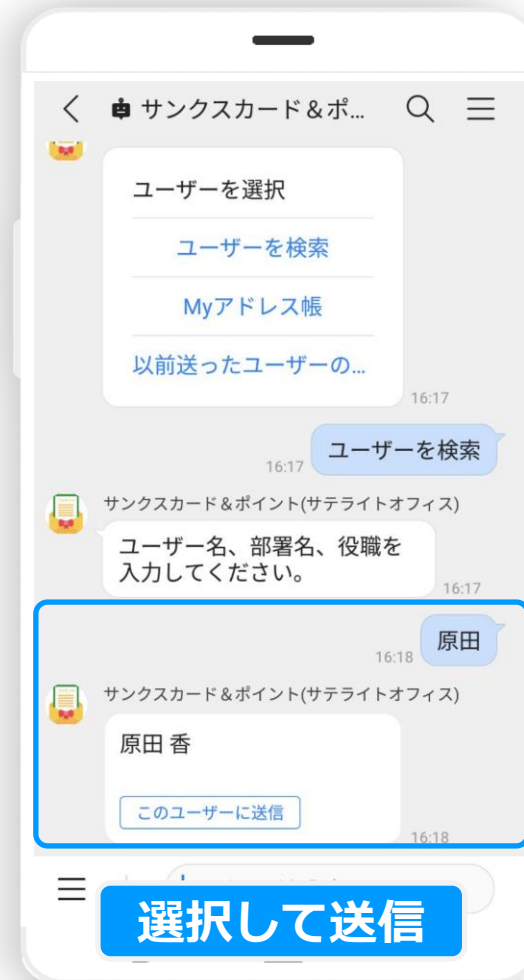 サンクスカード＆ポ...
ユーザーを選択
ユーザーを検索
Myアドレス帳
以前送ったユーザーの...
16:17
ユーザーを検索
16:17
サンクスカード＆ポイント(サテライトオフィス)
ユーザー名、部署名、役職を
入力してください。
16:17
原田
16:18
サンクスカード＆ポイント(サテライトオフィス)
原田 香
このユーザーに送信
16:18
選択して送信